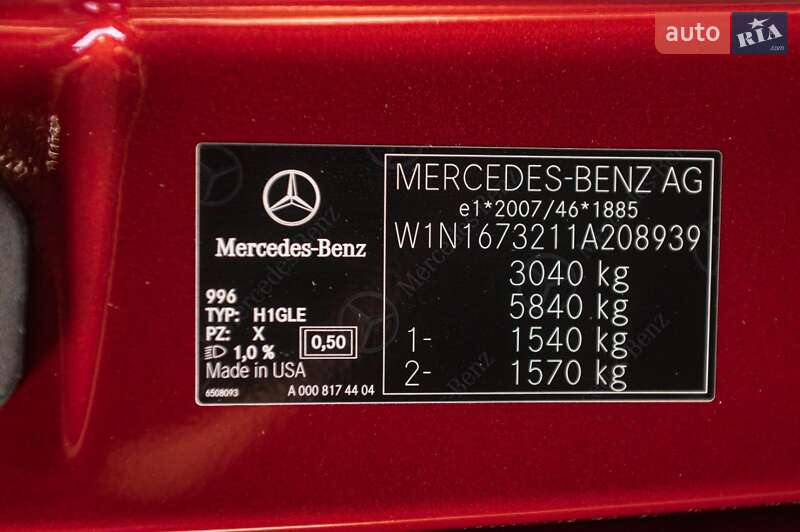 auto RIA
.com
Mercedes-Benz
996
TYP: H1GLE
PZ: X
1,0 %
0,50
Made in USA
6508093
A 000 817 44 04
MERCEDES-BENZ AG
e1*2007/46*1885
W1N1673211A208939
3040 kg
5840 kg
1- 1540 kg
2- 1570 kg